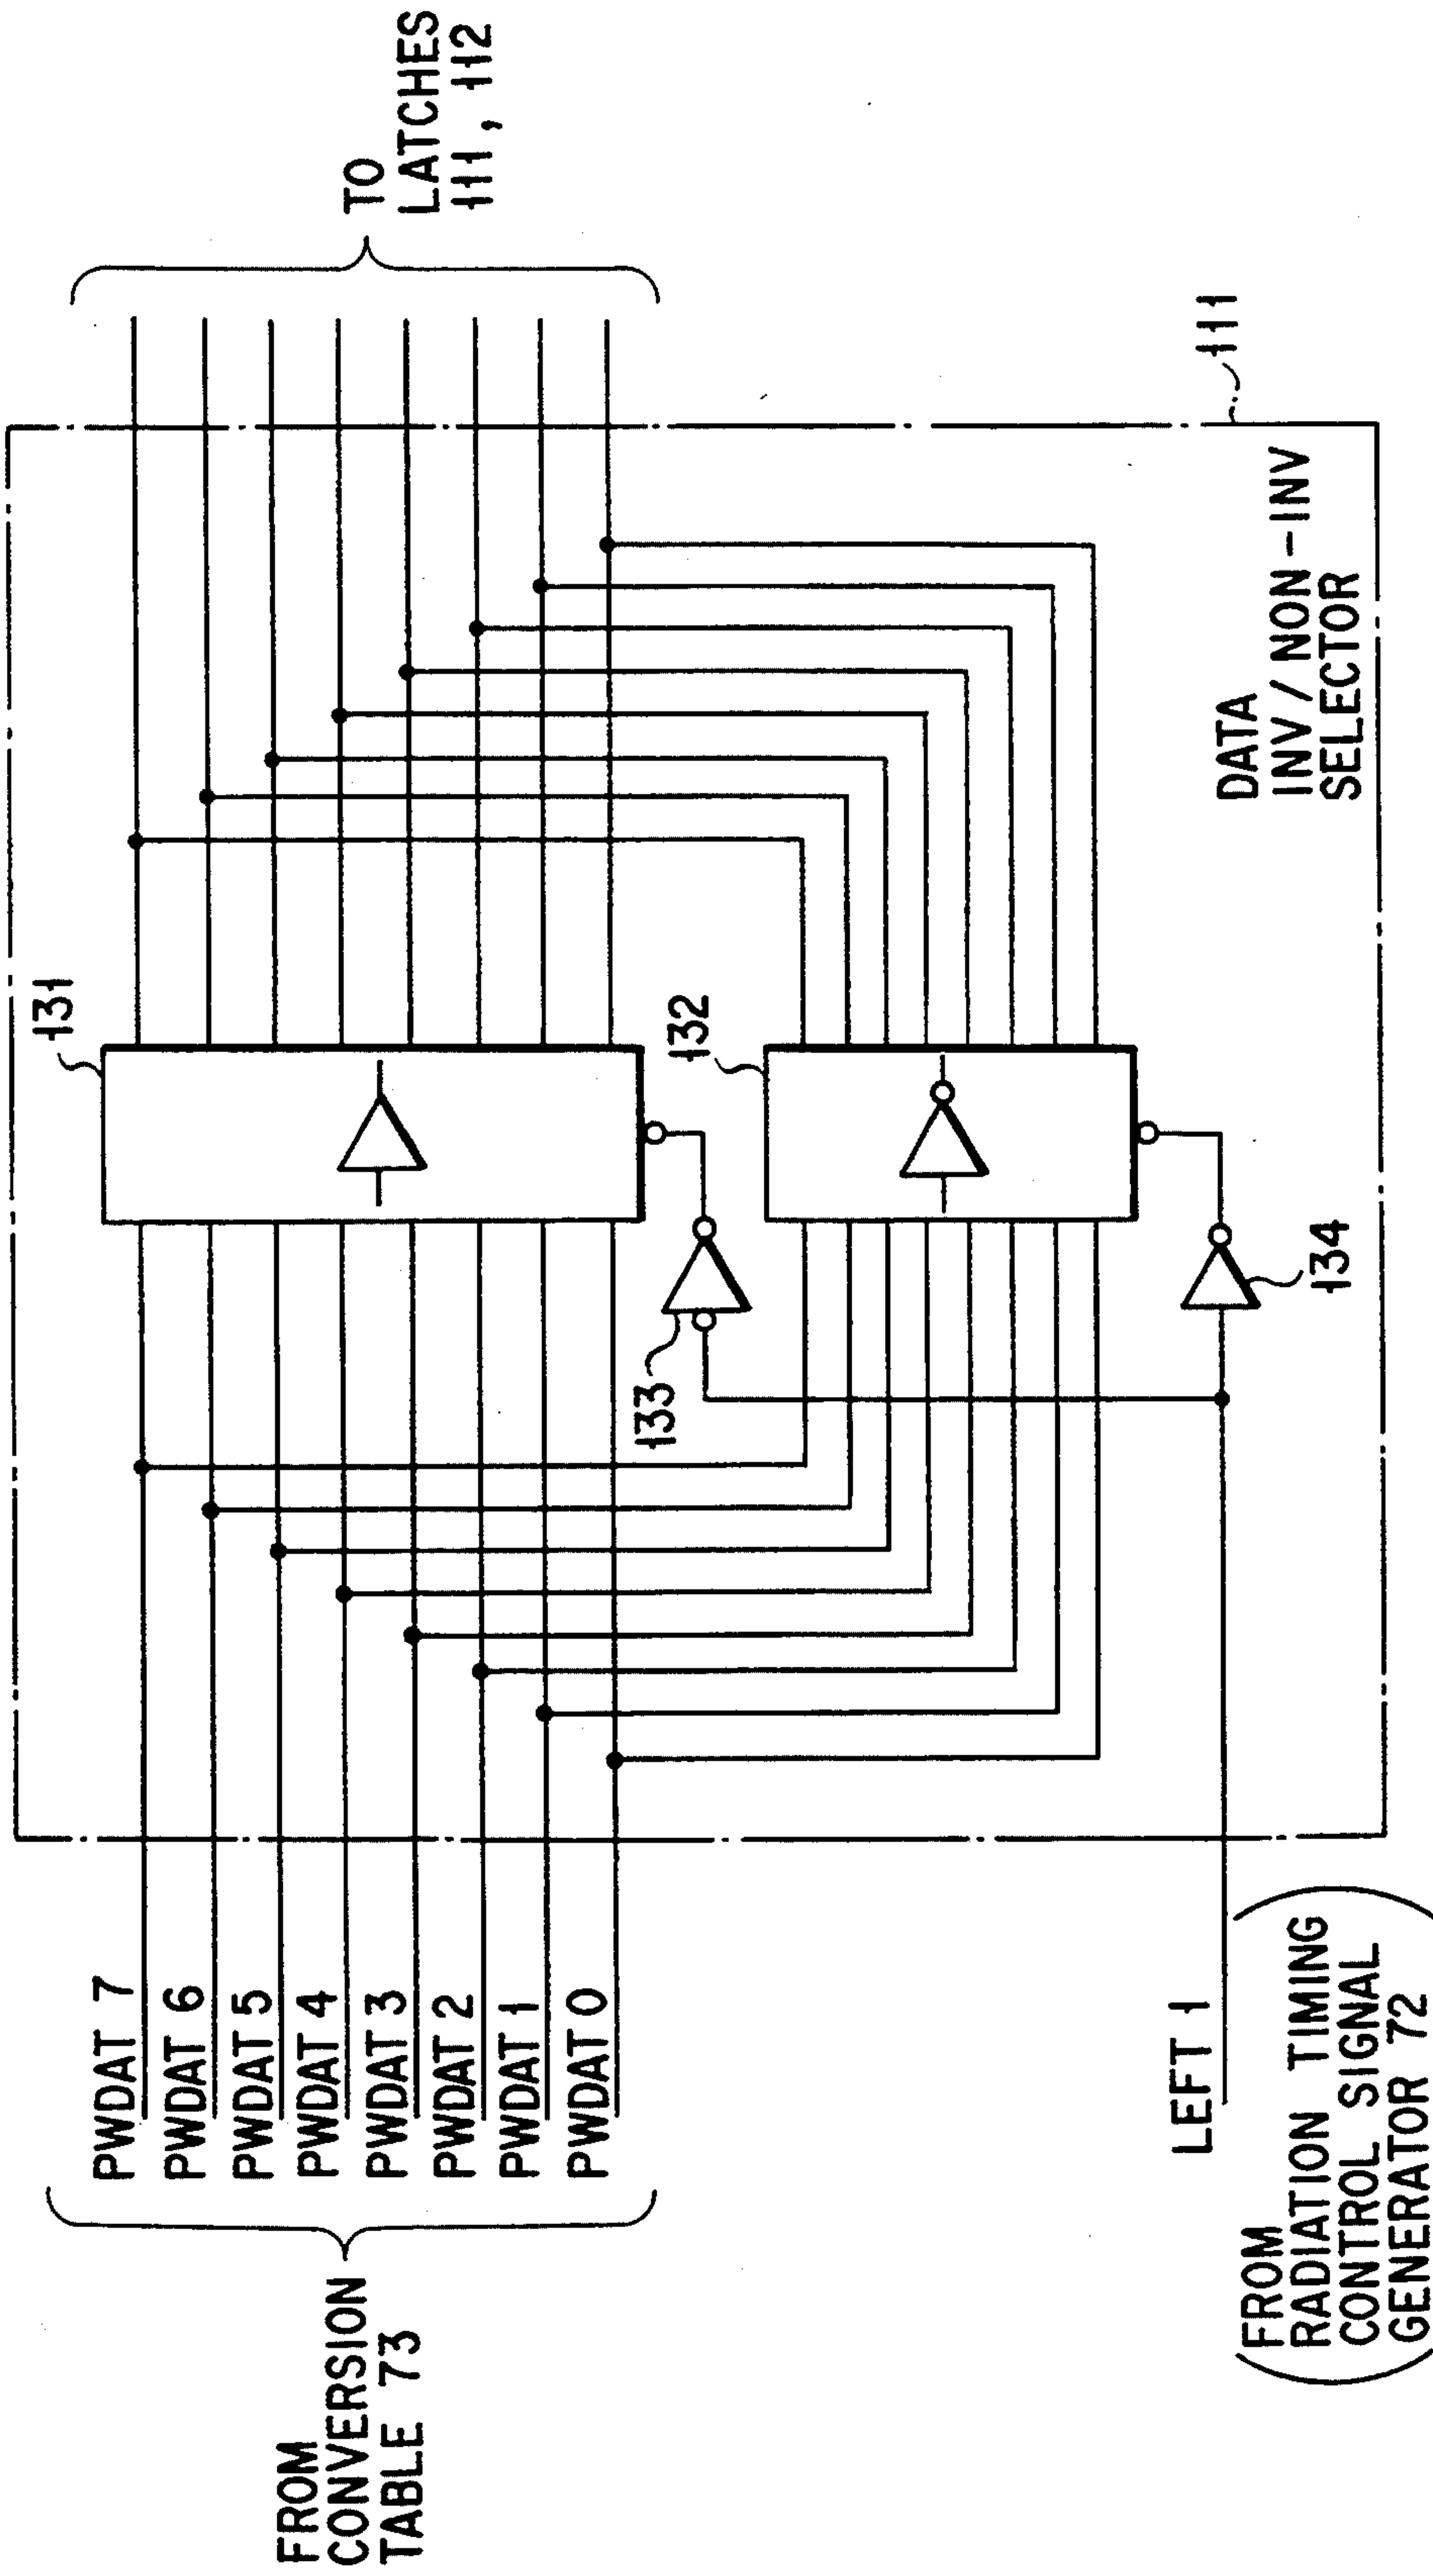 FROM
CONVERSION
TABLE 73
PWDAT 7
PWDAT 6
PWDAT 5
PWDAT 4
PWDAT 3
PWDAT 2
PWDAT 1
PWDAT 0
LEFT 1
(FROM
RADIATION TIMING
CONTROL SIGNAL
GENERATOR 72)
131
132
133
134
DATA
INV / NON-INV
SELECTOR
111
TO
LATCHES
111, 112